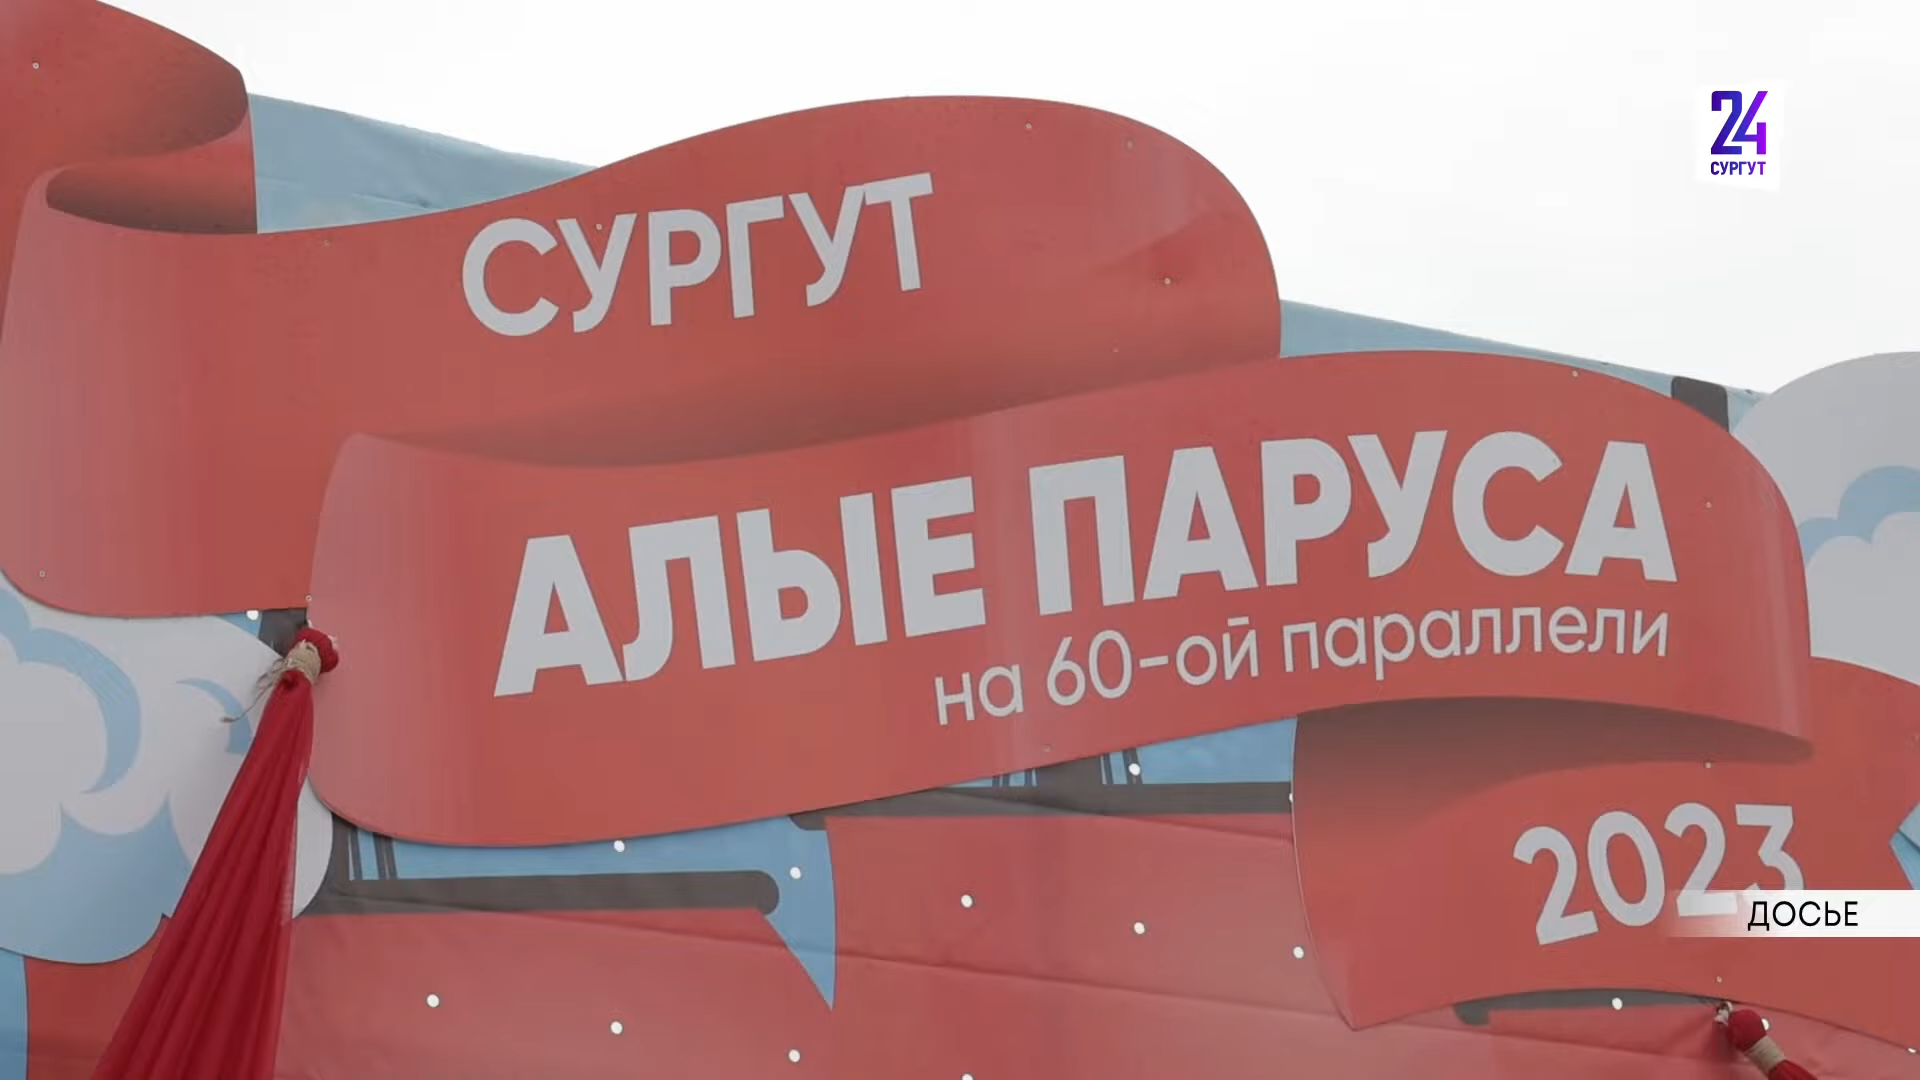 24
СУРГУТ
СУРГУТ
АЛЫЕ ПАРУСА
на 60-ой параллели
2023
ДОСЬЕ